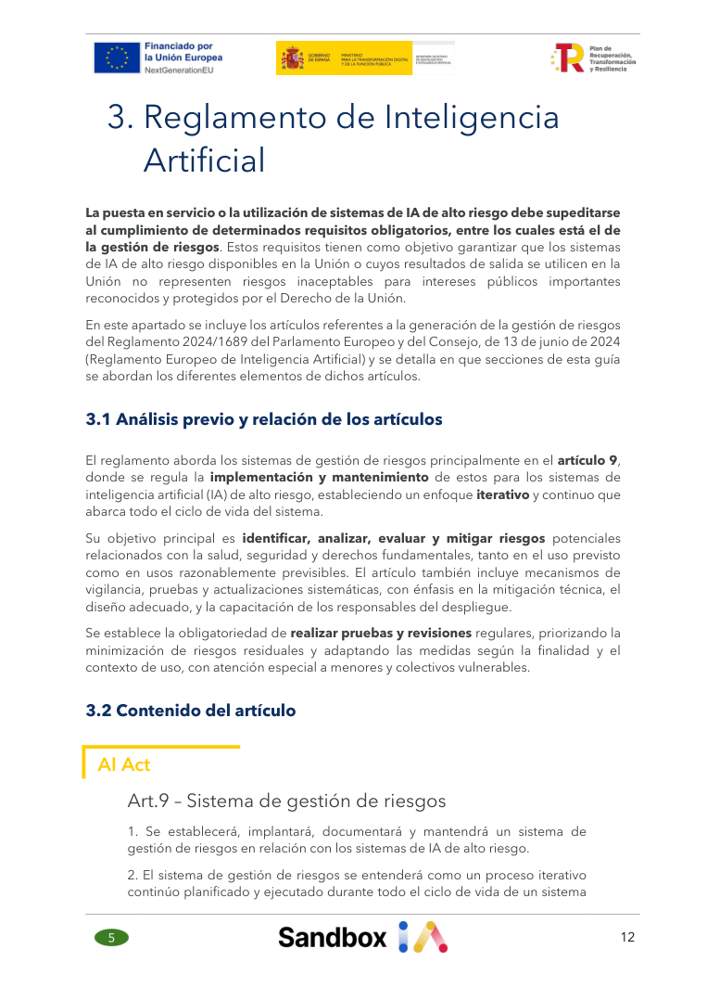 Financiado por
la Unión Europea
NextGenerationEU
GOBIERNO
DE ESPAÑA
MINISTERIO
PARA LA TRANSFORMACIÓN DIGITAL
Y DE LA FUNCIÓN PÚBLICA
SECRETARÍA DE ESTADO
DE DIGITALIZACIÓN
E INTELIGENCIA ARTIFICIAL
Plan de
Recuperación,
Transformación
y Resiliencia
3. Reglamento de Inteligencia
Artificial
La puesta en servicio o la utilización de sistemas de IA de alto riesgo debe supeditarse
al cumplimiento de determinados requisitos obligatorios, entre los cuales está el de
la gestión de riesgos. Estos requisitos tienen como objetivo garantizar que los sistemas
de IA de alto riesgo disponibles en la Unión o cuyos resultados de salida se utilicen en la
Unión no representen riesgos inaceptables para intereses públicos importantes
reconocidos y protegidos por el Derecho de la Unión.
En este apartado se incluye los artículos referentes a la generación de la gestión de riesgos
del Reglamento 2024/1689 del Parlamento Europeo y del Consejo, de 13 de junio de 2024
(Reglamento Europeo de Inteligencia Artificial) y se detalla en que secciones de esta guía
se abordan los diferentes elementos de dichos artículos.
3.1 Análisis previo y relación de los artículos
El reglamento aborda los sistemas de gestión de riesgos principalmente en el artículo 9,
donde se regula la implementación y mantenimiento de estos para los sistemas de
inteligencia artificial (IA) de alto riesgo, estableciendo un enfoque iterativo y continuo que
abarca todo el ciclo de vida del sistema.
Su objetivo principal es identificar, analizar, evaluar y mitigar riesgos potenciales
relacionados con la salud, seguridad y derechos fundamentales, tanto en el uso previsto
como en usos razonablemente previsibles. El artículo también incluye mecanismos de
vigilancia, pruebas y actualizaciones sistemáticas, con énfasis en la mitigación técnica, el
diseño adecuado, y la capacitación de los responsables del despliegue.
Se establece la obligatoriedad de realizar pruebas y revisiones regulares, priorizando la
minimización de riesgos residuales y adaptando las medidas según la finalidad y el
contexto de uso, con atención especial a menores y colectivos vulnerables.
3.2 Contenido del artículo
AI Act
Art.9 – Sistema de gestión de riesgos
1. Se establecerá, implantará, documentará y mantendrá un sistema de
gestión de riesgos en relación con los sistemas de IA de alto riesgo.
2. El sistema de gestión de riesgos se entenderá como un proceso iterativo
continúo planificado y ejecutado durante todo el ciclo de vida de un sistema
5
Sandbox IA
12